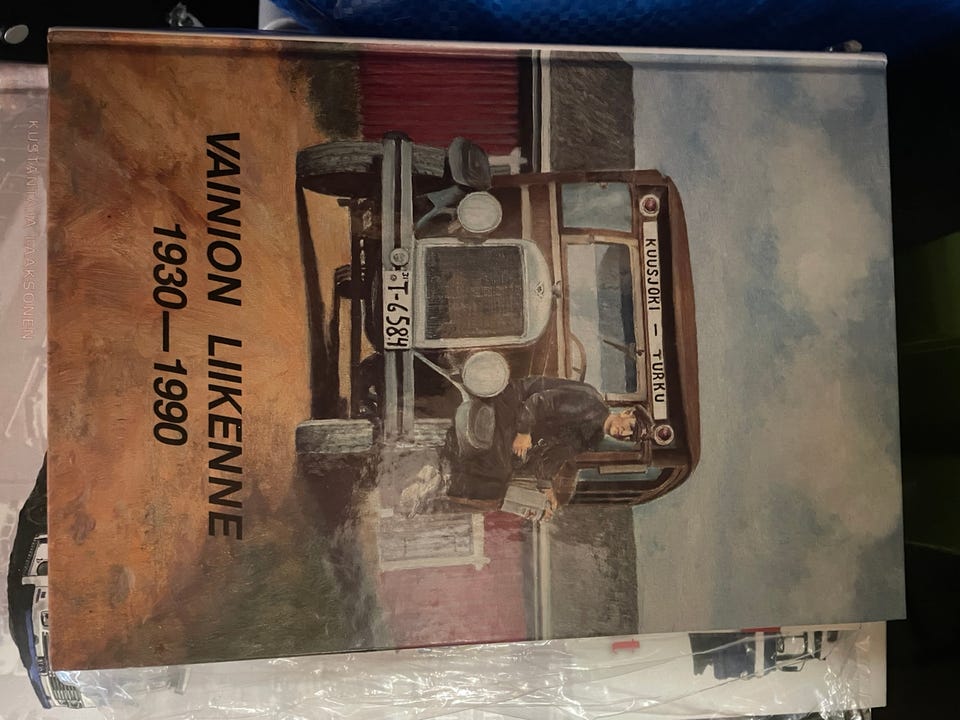 KUUSJOKI — TURKU
T-6584
VAINION LIIKENNE
1930—1990
KUSTANTAJA LAAKSONEN